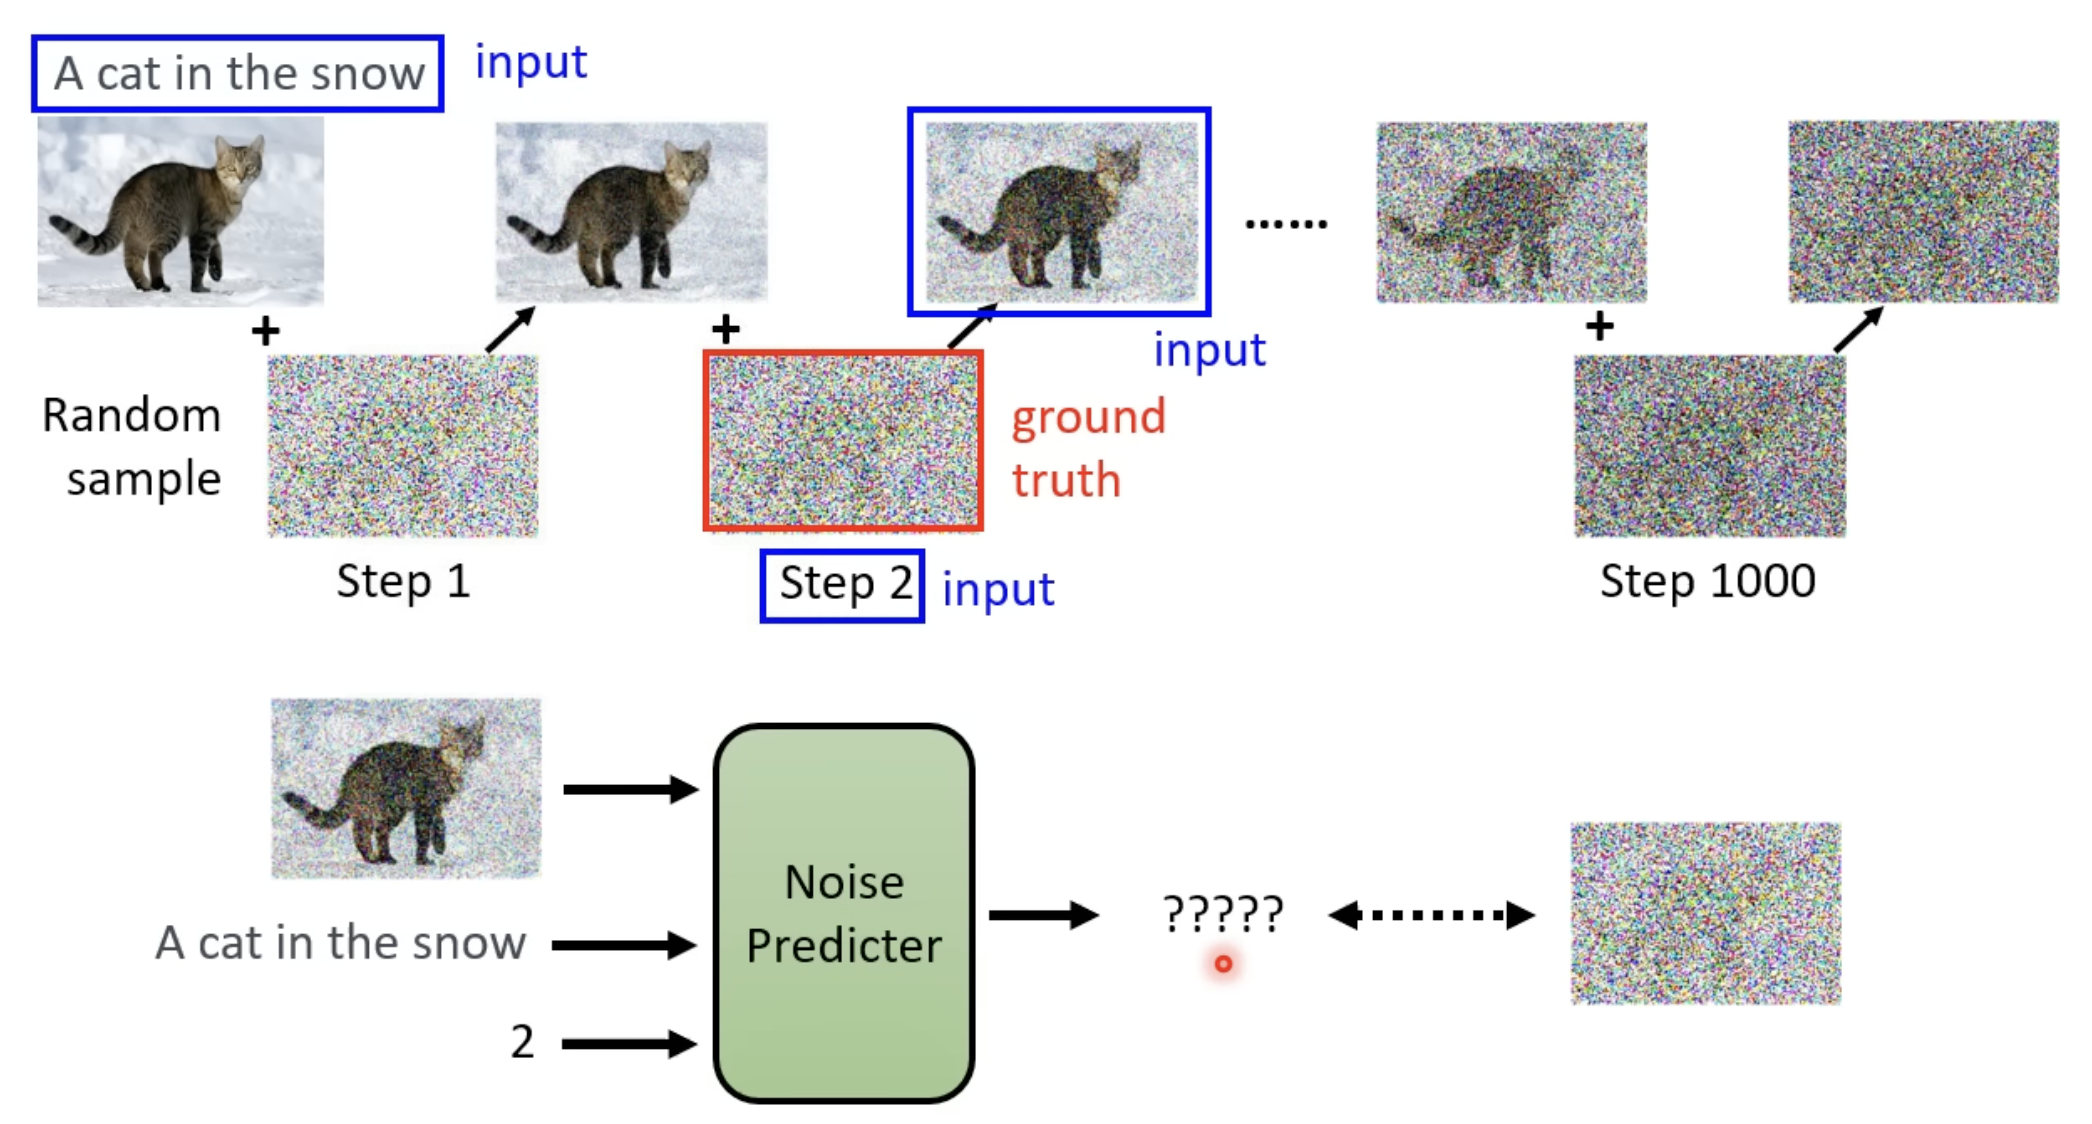 A cat in the snow
input
......
input
Random
sample
ground
truth
Step 1
Step 2
input
Step 1000
A cat in the snow
2
Noise
Predicter
?????